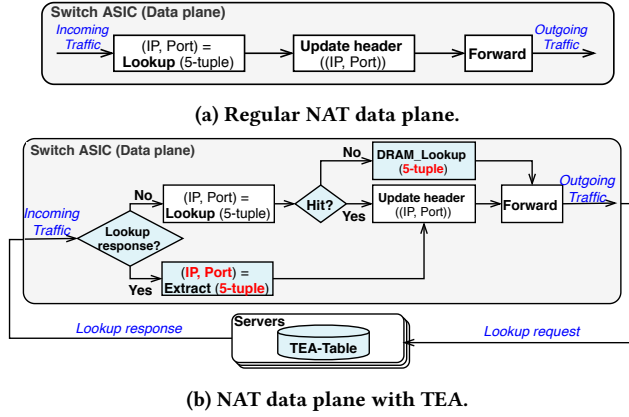 Switch ASIC (Data plane)
Incoming
Traffic
(IP, Port) =
Lookup (5-tuple)
Update header
((IP, Port))
Forward
Outgoing
Traffic
(a) Regular NAT data plane.
Switch ASIC (Data plane)
Incoming
Traffic
Lookup
response?
No
(IP, Port) =
Lookup (5-tuple)
Hit?
No
DRAM_Lookup
(5-tuple)
Yes
Update header
((IP, Port))
Forward
Outgoing
Traffic
Yes
(IP, Port) =
Extract (5-tuple)
Lookup response
Servers
TEA-Table
Lookup request
(b) NAT data plane with TEA.